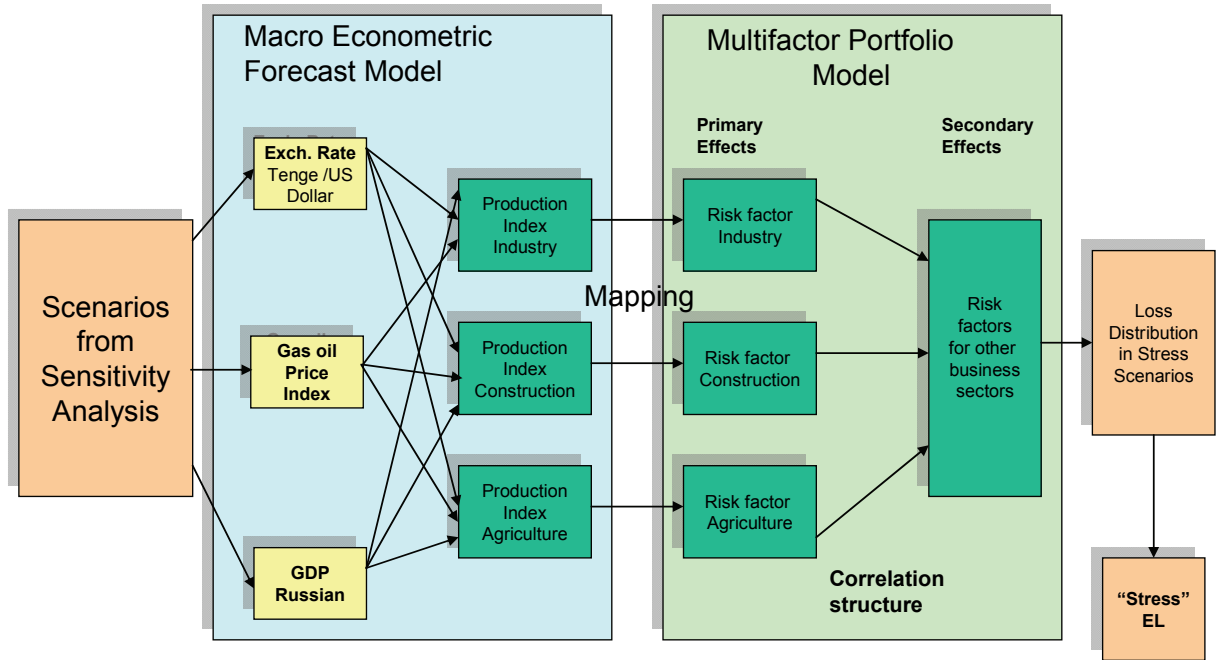 Macro Econometric
Forecast Model
Multifactor Portfolio
Model
Primary
Effects
Secondary
Effects
Exch. Rate
Tenge /US
Dollar
Production
Index
Industry
Risk factor
Industry
Scenarios
from
Sensitivity
Analysis
Mapping
Gas oil
Price
Index
Production
Index
Construction
Risk factor
Construction
Risk
factors
for other
business
sectors
Loss
Distribution
in Stress
Scenarios
Production
Index
Agriculture
Risk factor
Agriculture
GDP
Russian
Correlation
structure
“Stress”
EL